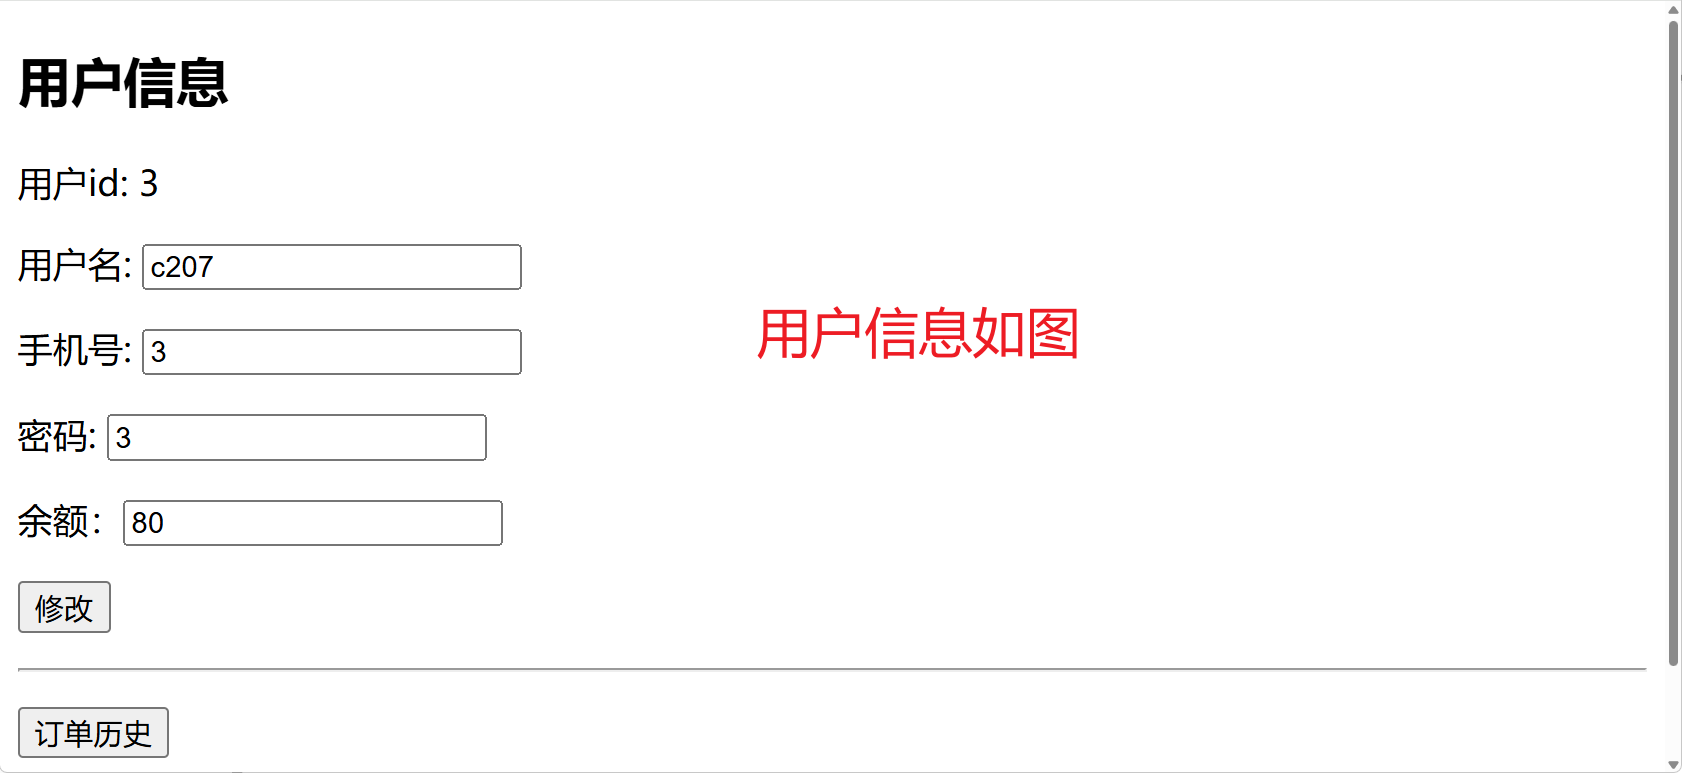 用户信息
用户id: 3
用户名: c207
用户信息如图
手机号: 3
密码: 3
余额： 80
修改
订单历史